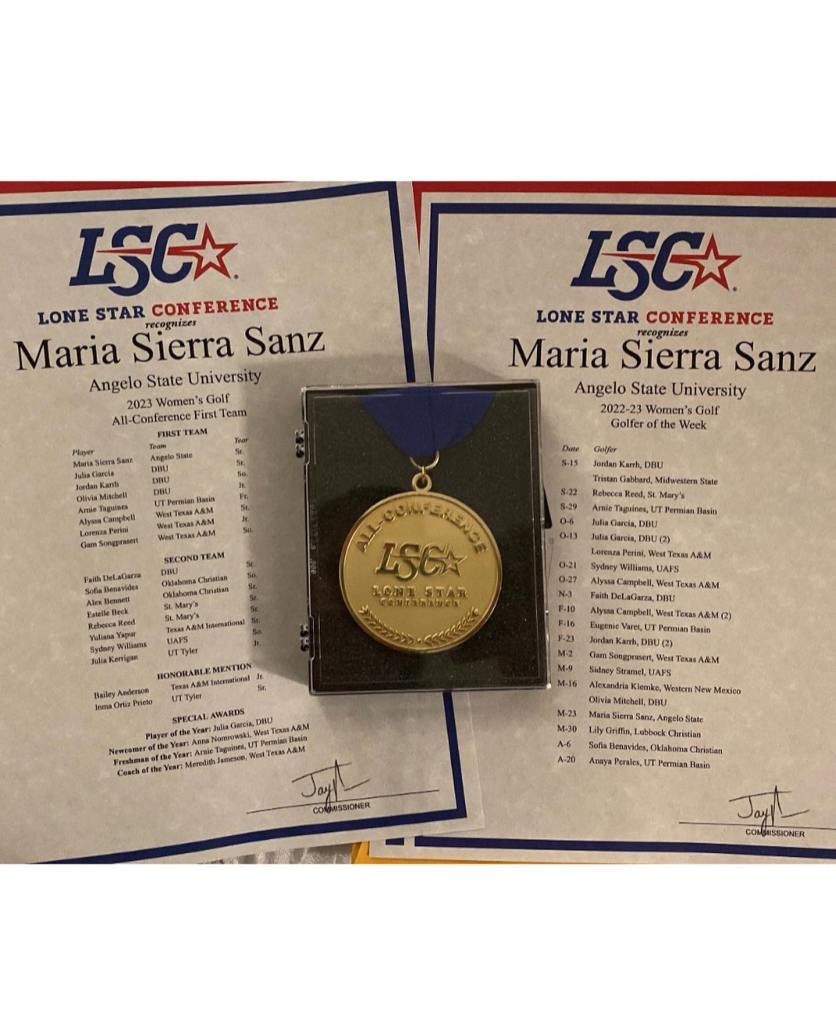 LSC
LONE STAR CONFERENCE
recognizes
Maria Sierra Sanz
Angelo State University
2023 Women's Golf
All-Conference First Team
FIRST TEAM
Player Team Year
Maria Sierra Sanz Angelo State Sr.
Julia Garcia DBU Sr.
Jordan Karrh DBU So.
Olivia Mitchell DBU Jr.
Arnie Taguines UT Permian Basin Fr.
Alyssa Campbell West Texas A&M Sr.
Lorenza Perini West Texas A&M Jr.
Gam Songprasert West Texas A&M
SECOND TEAM
Faith DeLaGarza DBU Sr.
Sofia Benavides Oklahoma Christian So.
Alex Bennett Oklahoma Christian Sr.
Estelle Beck St. Mary's Sr.
Rebecca Reed St. Mary's Sr.
Yuliana Yapur Texas A&M International Sr.
Sydney Williams UAFS So.
Julia Kerrigan UT Tyler Jr.
HONORABLE MENTION
Bailey Anderson Texas A&M International Jr.
Inma Ortiz Prieto UT Tyler Sr.
SPECIAL AWARDS
Player of the Year: Julia Garcia, DBU
Newcomer of the Year: Anna Nomrowski, West Texas A&M
Freshman of the Year: Arnie Taguines, UT Permian Basin
Coach of the Year: Meredith Jameson, West Texas A&M
COMMISSIONER
ALL-CONFERENCE
LSC
LONE STAR
CONFERENCE
LSC
LONE STAR CONFERENCE
recognizes
Maria Sierra Sanz
Angelo State University
2022-23 Women's Golf
Golfer of the Week
Date Golfer
S-15 Jordan Karrh, DBU
Tristan Gabbard, Midwestern State
S-22 Rebecca Reed, St. Mary's
S-29 Arnie Taguines, UT Permian Basin
O-6 Julia Garcia, DBU
O-13 Julia Garcia, DBU (2)
Lorenza Perini, West Texas A&M
O-21 Sydney Williams, UAFS
O-27 Alyssa Campbell, West Texas A&M
N-3 Faith DeLaGarza, DBU
F-10 Alyssa Campbell, West Texas A&M (2)
F-16 Eugenie Varet, UT Permian Basin
F-23 Jordan Karrh, DBU (2)
M-2 Gam Songprasert, West Texas A&M
M-9 Sidney Stramel, UAFS
M-16 Alexandria Klemke, Western New Mexico
Olivia Mitchell, DBU
M-23 Maria Sierra Sanz, Angelo State
M-30 Lily Griffin, Lubbock Christian
A-6 Sofia Benavides, Oklahoma Christian
A-20 Anaya Perales, UT Permian Basin
COMMISSIONER